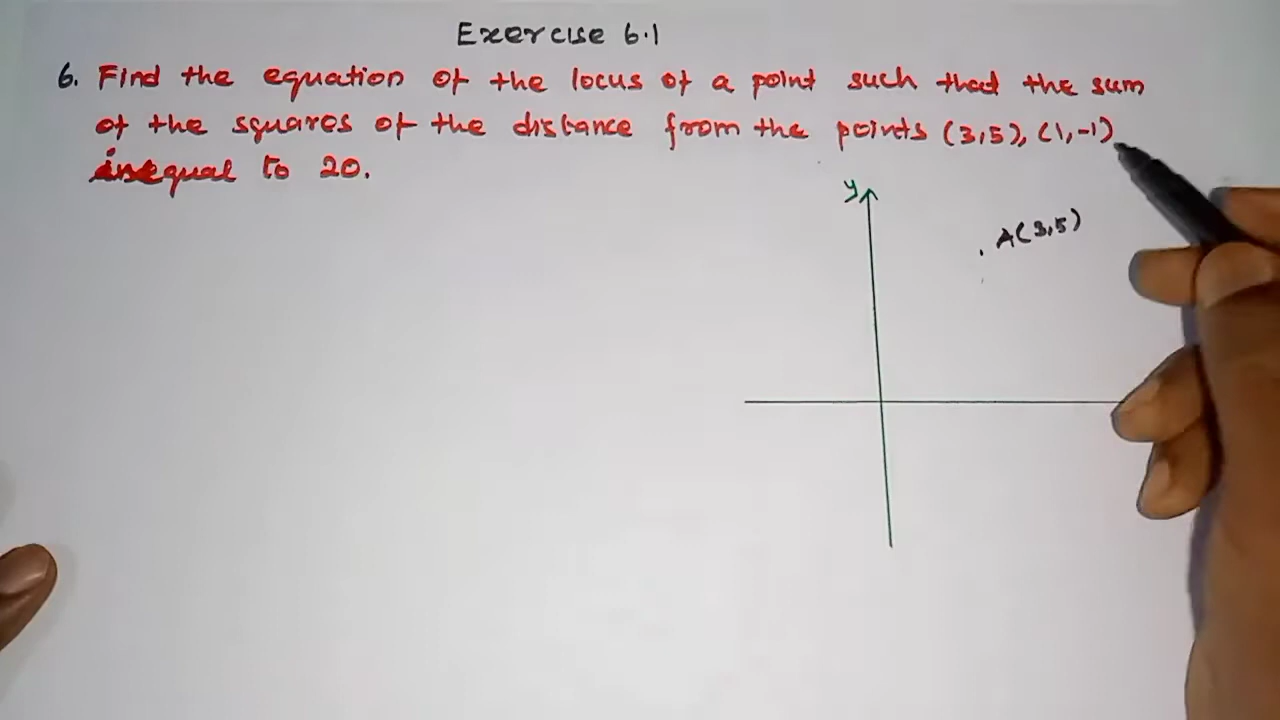 Exercise 6.1
6. Find the equation of the locus of a point such that the sum
of the squares of the distance from the points (3,5), (1,-1)
is equal to 20.
y
A(3,5)